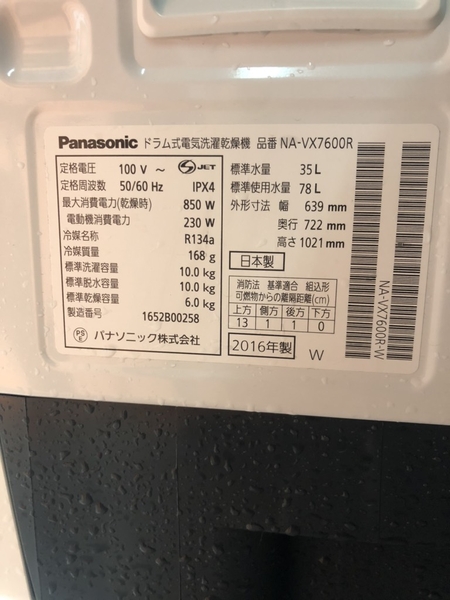 Panasonic ドラム式電気洗濯乾燥機 品番 NA-VX7600R
定格電圧 100 V ～ S JET
定格周波数 50/60 Hz IPX4
最大消費電力(乾燥時) 850 W
電動機消費電力 230 W
冷媒名称 R134a
冷媒質量 168 g
標準洗濯容量 10.0 kg
標準脱水容量 10.0 kg
標準乾燥容量 6.0 kg
製造番号 1652B00258
PS E パナソニック株式会社
標準水量 35 L
標準使用水量 78 L
外形寸法 幅 639 mm
奥行 722 mm
高さ 1021 mm
日本製
消防法 基準適合 組込形
可燃物からの離隔距離(cm)
上方 側方 後方 下方
13 1 1 0
2016年製 W
NA-VX7600R-W